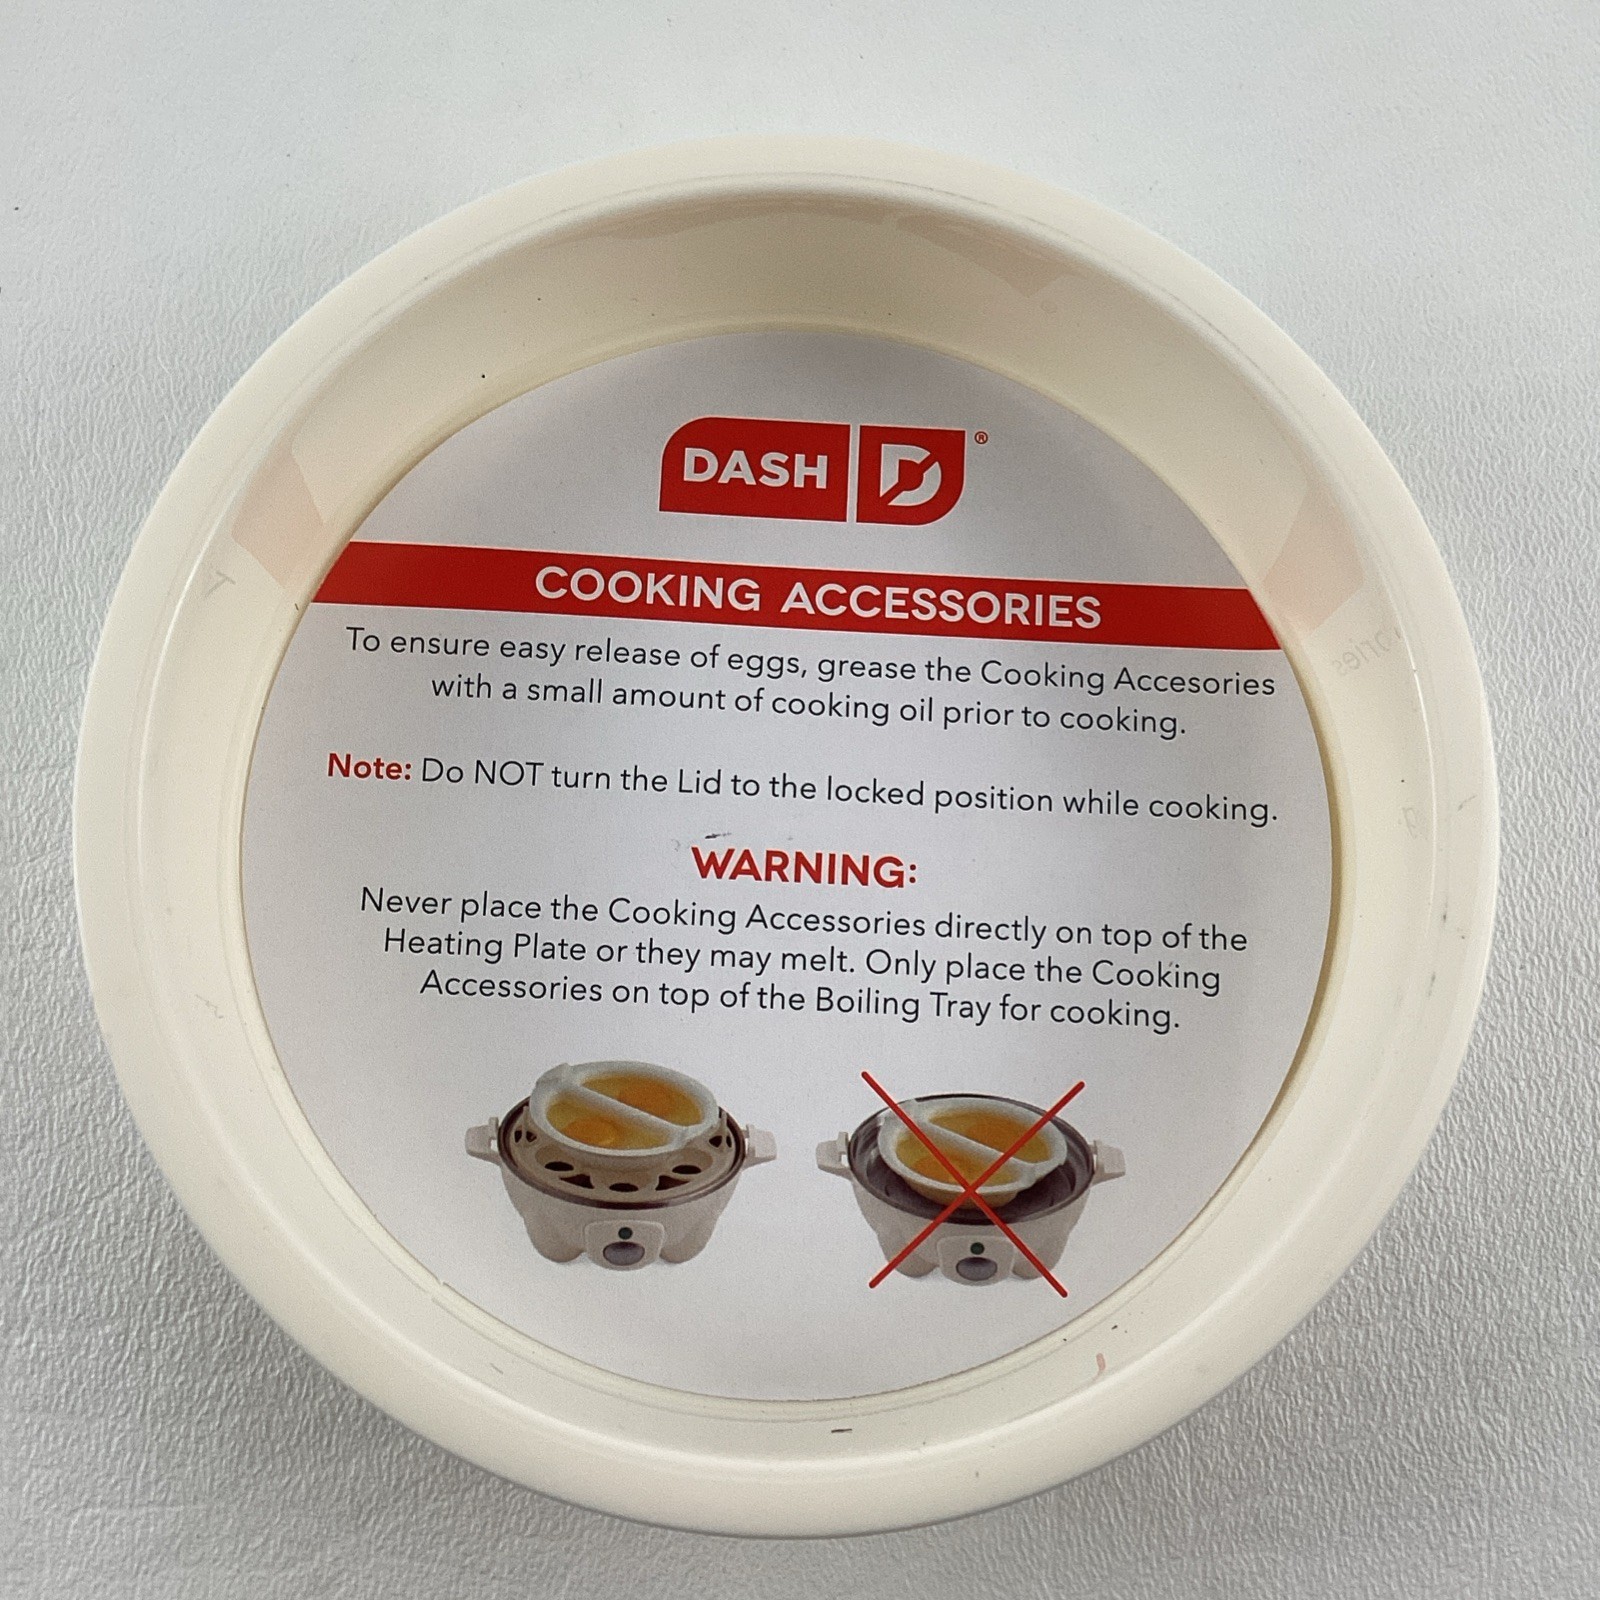 DASH D®
COOKING ACCESSORIES
To ensure easy release of eggs, grease the Cooking Accesories
with a small amount of cooking oil prior to cooking.
Note: Do NOT turn the Lid to the locked position while cooking.
WARNING:
Never place the Cooking Accessories directly on top of the
Heating Plate or they may melt. Only place the Cooking
Accessories on top of the Boiling Tray for cooking.